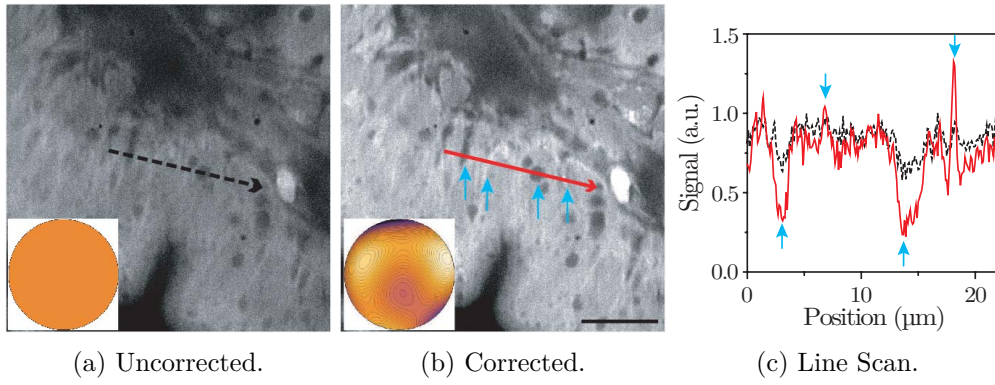 1.5
1.0
0.5
0.0
Signal (a.u.)
0
10
20
Position (µm)
(a) Uncorrected.
(b) Corrected.
(c) Line Scan.